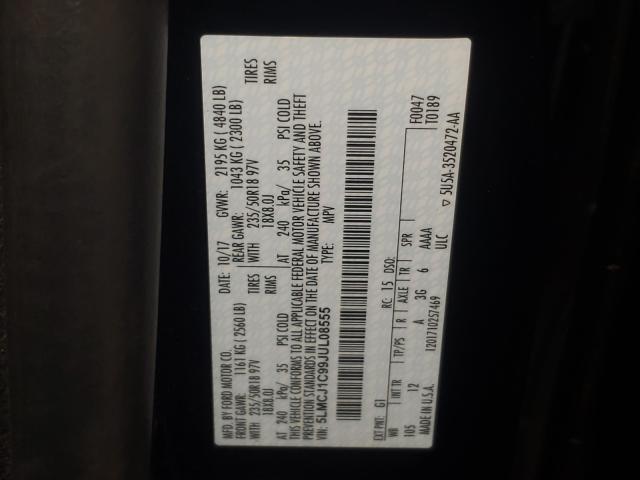 MFD. BY FORD MOTOR CO.
DATE: 10/17 GVWR: 2195 KG ( 4840 LB)
FRONT GAWR: 1161 KG ( 2560 LB) REAR GAWR: 1043 KG ( 2300 LB)
WITH 235/50R18 97V TIRES WITH 235/50R18 97V TIRES
18X8.0J RIMS 18X8.0J RIMS
AT 240 kPa/ 35 PSI COLD AT 240 kPa/ 35 PSI COLD
THIS VEHICLE CONFORMS TO ALL APPLICABLE FEDERAL MOTOR VEHICLE SAFETY AND THEFT
PREVENTION STANDARDS IN EFFECT ON THE DATE OF MANUFACTURE SHOWN ABOVE.
VIN: 5LMCJ1C99JUL08555
TYPE: MPV
EXT PNT: G1 RC: 15 DSO: F0047
T0189
WB INT TR TP/PS R AXLE TR SPR
105 12 A 3G 6 AAAA
ULC
MADE IN U.S.A. 1201710257469
▽ 5U5A-3520472-AA